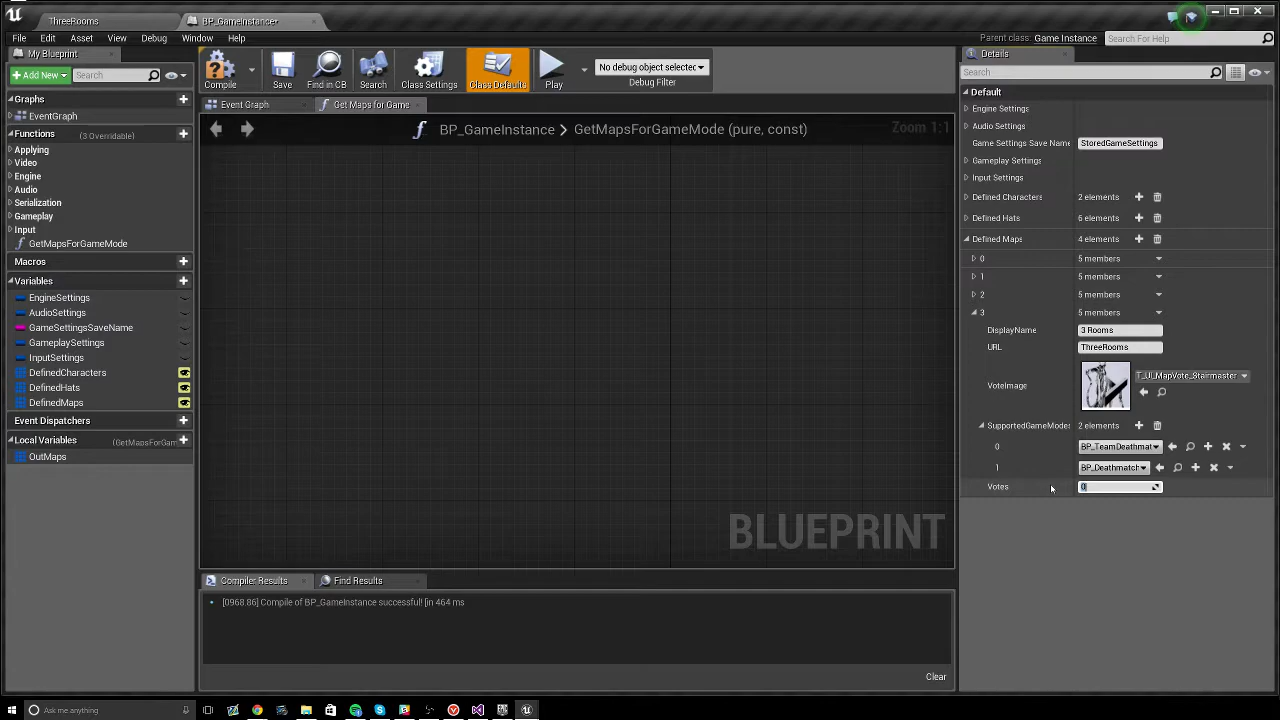 ThreeRooms
BP_GameInstance•
File
Edit
Asset
View
Debug
Window
Help
Parent class: Game Instance
Search For Help
My Blueprint
Add New
Search
Graphs
EventGraph
Functions
(3 Overridable)
Applying
Video
Engine
Audio
Serialization
Gameplay
Input
GetMapsForGameMode
Macros
Variables
EngineSettings
AudioSettings
GameSettingsSaveName
GameplaySettings
InputSettings
DefinedCharacters
DefinedHats
DefinedMaps
Event Dispatchers
Local Variables
(GetMapsForGam
OutMaps
Compile
Save
Find in CB
Search
Class Settings
Class Defaults
Play
No debug object selected
Debug Filter
Event Graph
Get Maps for Game
BP_GameInstance > GetMapsForGameMode (pure, const)
Zoom 1:1
BLUEPRINT
Compiler Results
Find Results
[0968.86] Compile of BP_GameInstance successful! [in 464 ms
Clear
Details
Search
Default
Engine Settings
Audio Settings
Game Settings Save Name
StoredGameSettings
Gameplay Settings
Input Settings
Defined Characters
2 elements
Defined Hats
6 elements
Defined Maps
4 elements
0
5 members
1
5 members
2
5 members
3
5 members
DisplayName
3 Rooms
URL
ThreeRooms
VoteImage
T_UI_MapVote_Stairmaster
SupportedGameModes
2 elements
0
BP_TeamDeathmat
1
BP_Deathmatch
Votes
0
Ask me anything